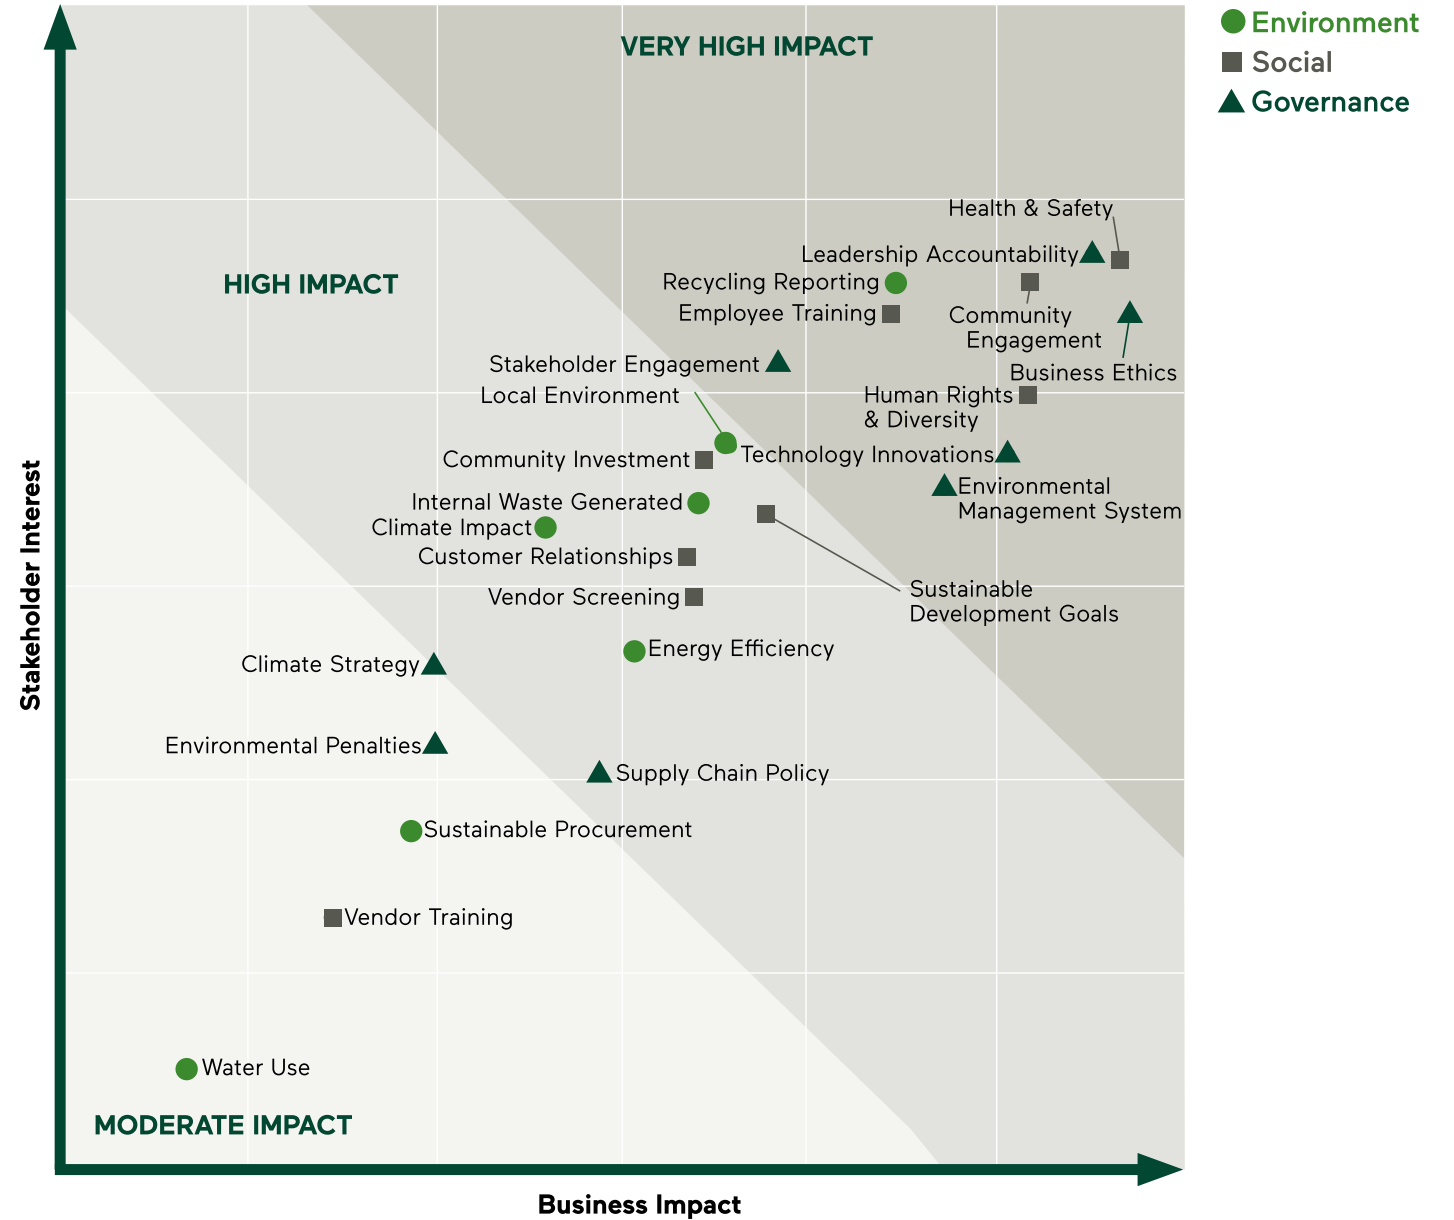 VERY HIGH IMPACT
Environment
Social
Governance
Health & Safety
Leadership Accountability
HIGH IMPACT
Recycling Reporting
Employee Training
Community
Engagement
Stakeholder Engagement
Business Ethics
Local Environment
Human Rights
& Diversity
Community Investment
Technology Innovations
Internal Waste Generated
Environmental
Management System
Climate Impact
Customer Relationships
Vendor Screening
Sustainable
Development Goals
Stakeholder Interest
Energy Efficiency
Climate Strategy
Environmental Penalties
Supply Chain Policy
Sustainable Procurement
Vendor Training
Water Use
MODERATE IMPACT
Business Impact